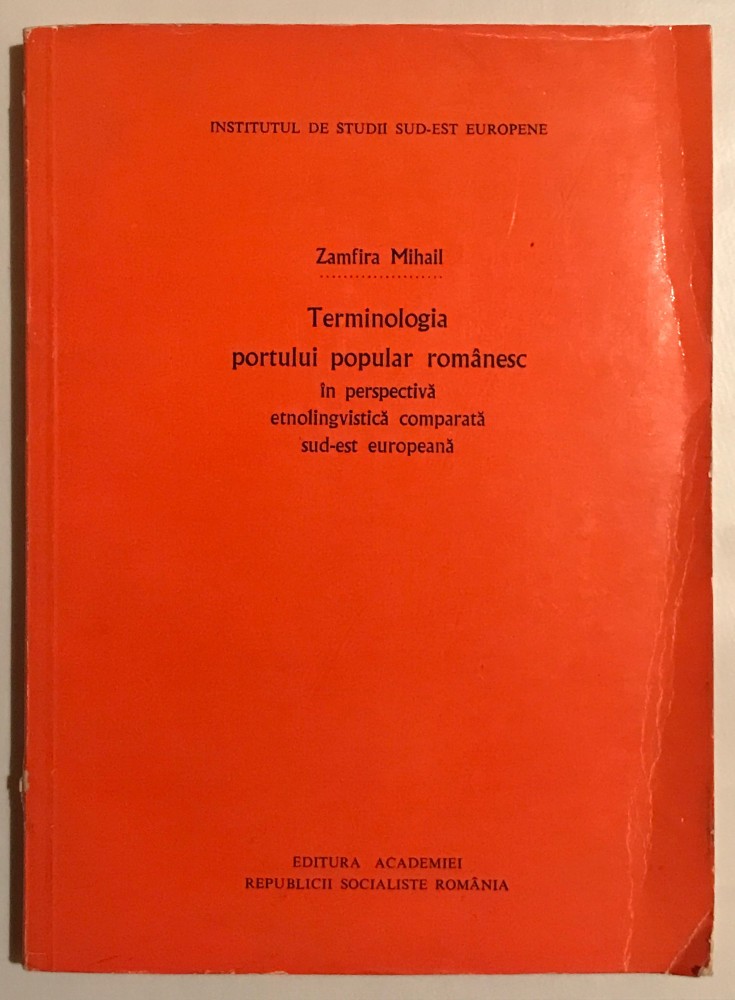 INSTITUTUL DE STUDII SUD-EST EUROPENE
Zamfira Mihail
Terminologia
portului popular românesc
în perspectivă
etnolingvistică comparată
sud-est europeană
EDITURA ACADEMIEI
REPUBLICII SOCIALISTE ROMÂNIA